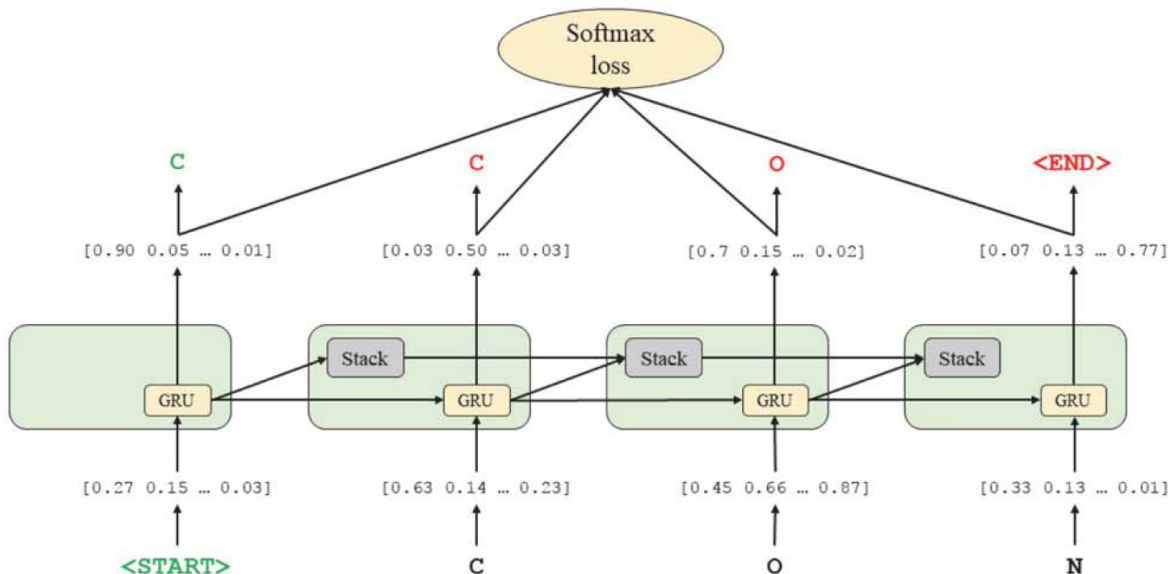 Softmax
loss
C C O <END>
[0.90 0.05 … 0.01] [0.03 0.50 … 0.03] [0.7 0.15 … 0.02] [0.07 0.13 … 0.77]
Stack Stack Stack
GRU GRU GRU GRU
[0.27 0.15 … 0.03] [0.63 0.14 … 0.23] [0.45 0.66 … 0.87] [0.33 0.13 … 0.01]
<START> C O N